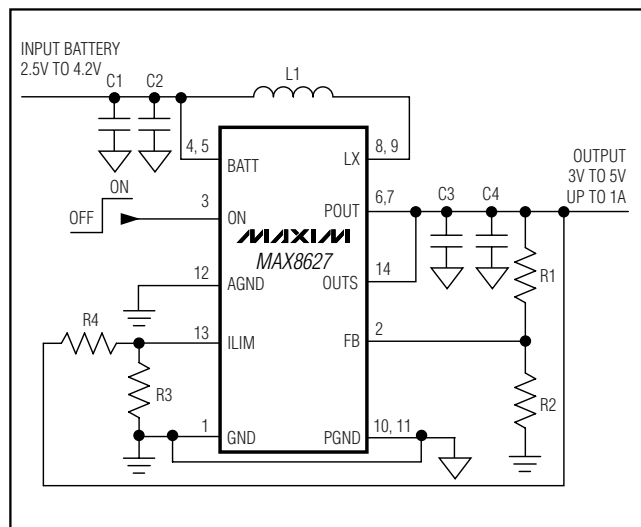 INPUT BATTERY
2.5V TO 4.2V
C1
C2
L1
4, 5
BATT
8, 9
LX
OUTPUT
3V TO 5V
UP TO 1A
ON
OFF
3
ON
6,7
POUT
C3
C4
MAXIM
MAX8627
R1
12
AGND
14
OUTS
R4
13
ILIM
2
FB
R3
R2
1
GND
10, 11
PGND